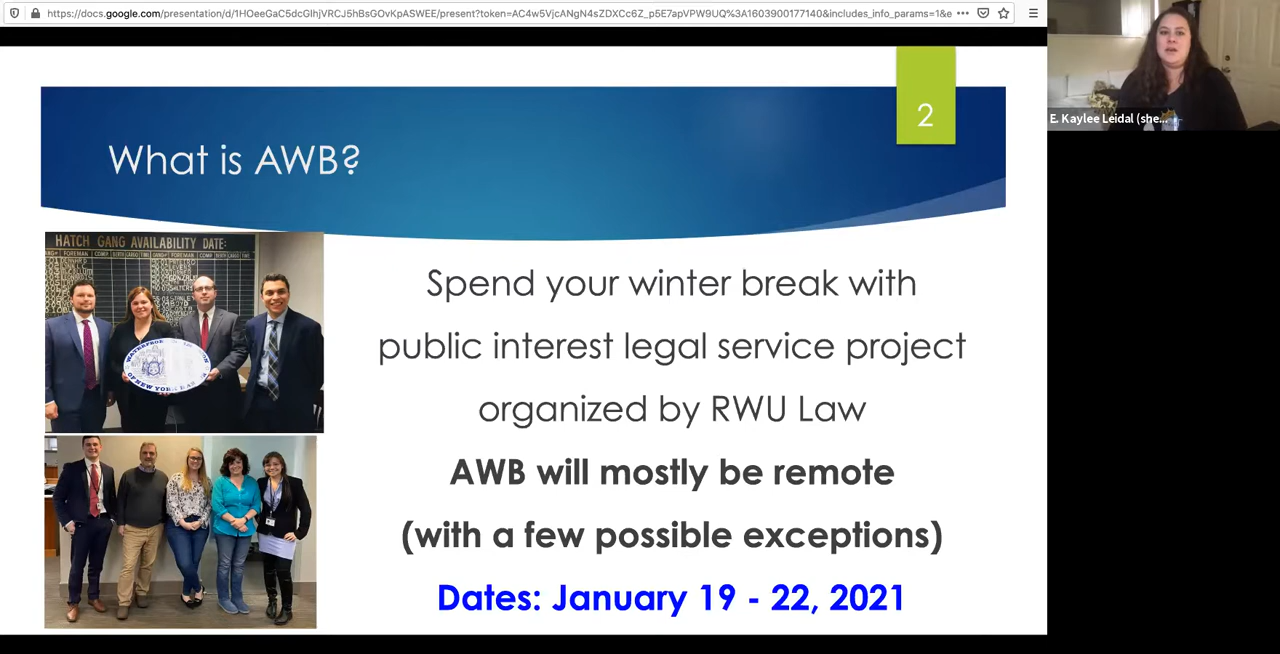 https://docs.google.com/presentation/d/1HOeeGaC5dcGIhjVRCJ5hBsGOvKpASWEE/present?token=AC4w5VjcANgN4sZDXCc6Z_p5E7apVPW9UQ%3A1603900177140&includes_info_params=1&e
E. Kaylee Leidal (she...
2
What is AWB?
HATCH GANG AVAILABILITY DATE:
Spend your winter break with
public interest legal service project
organized by RWU Law
AWB will mostly be remote
(with a few possible exceptions)
Dates: January 19 - 22, 2021